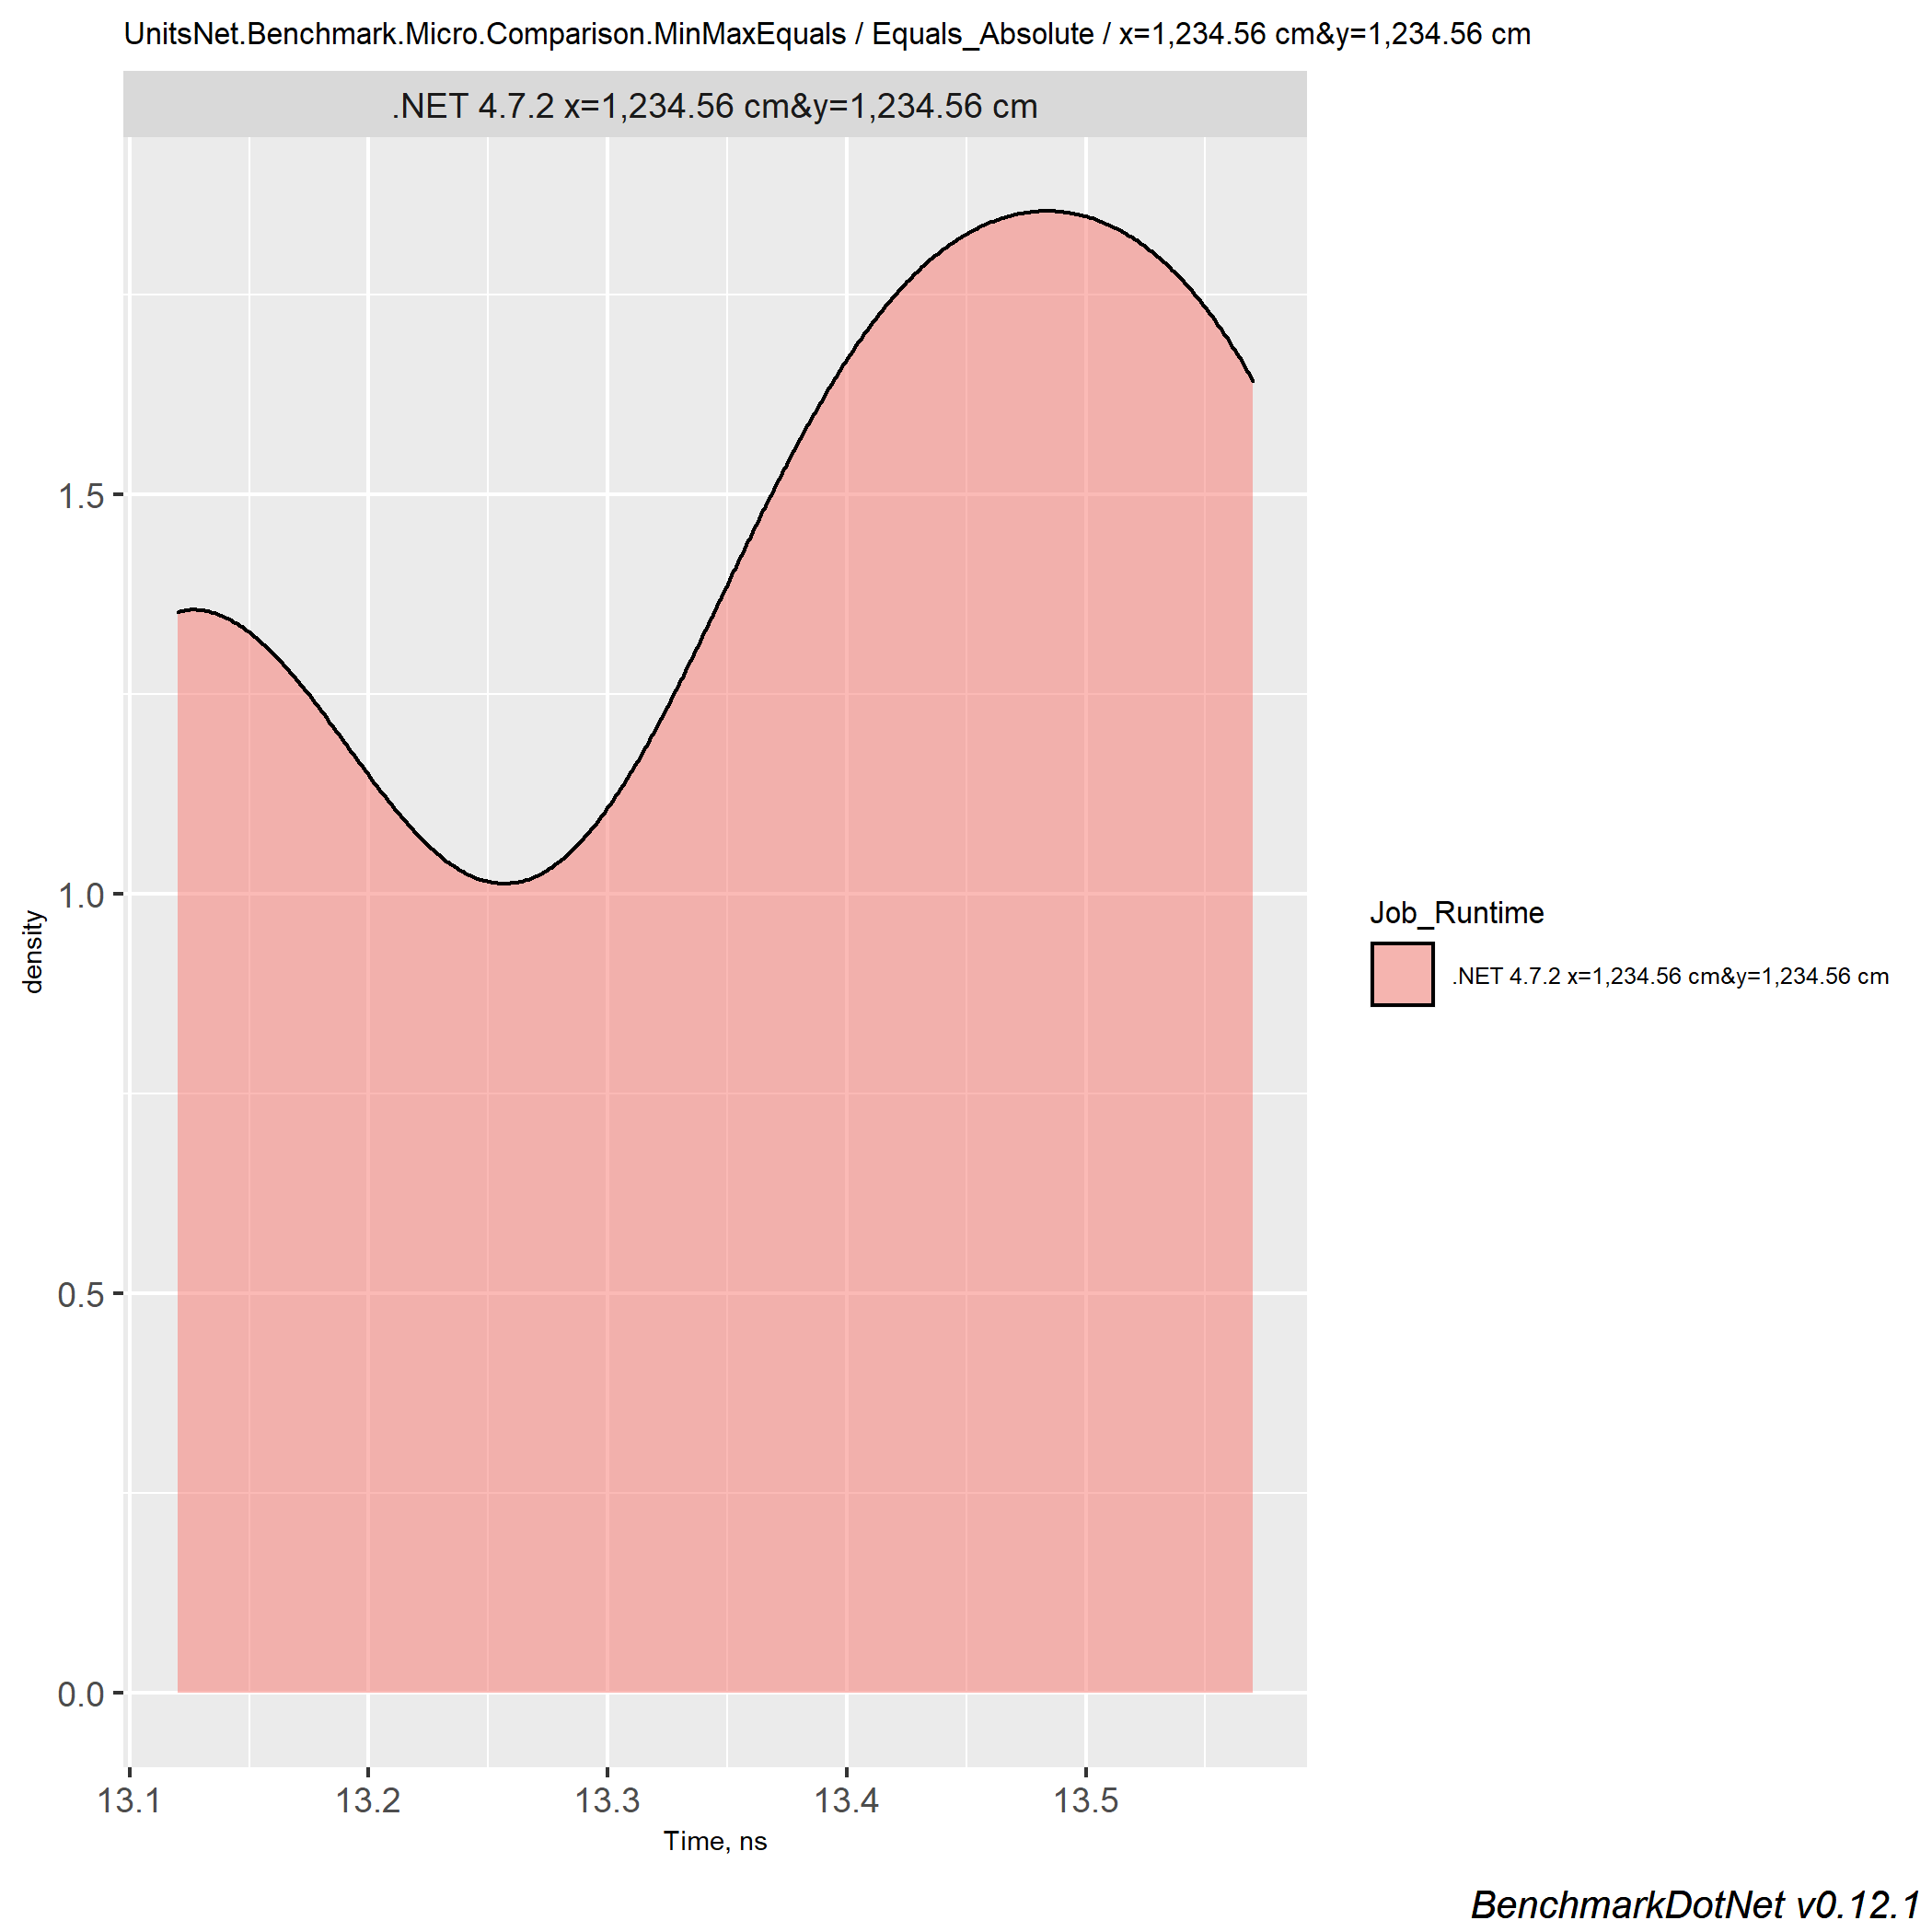 UnitsNet.Benchmark.Micro.Comparison.MinMaxEquals / Equals_Absolute / x=1,234.56 cm&y=1,234.56 cm
.NET 4.7.2 x=1,234.56 cm&y=1,234.56 cm
1.5
1.0
0.5
0.0
density
13.1 13.2 13.3 13.4 13.5
Time, ns
Job_Runtime
.NET 4.7.2 x=1,234.56 cm&y=1,234.56 cm
BenchmarkDotNet v0.12.1